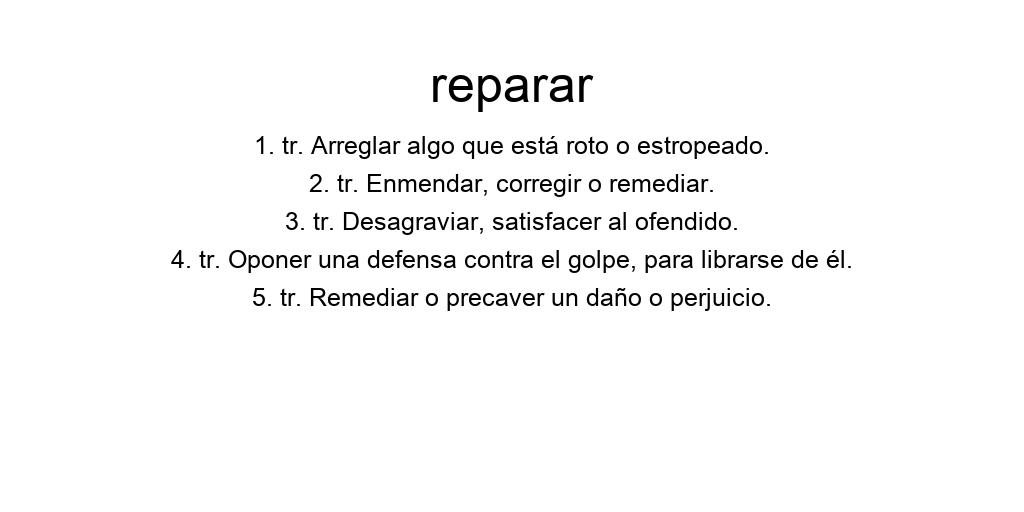 reparar
1. tr. Arreglar algo que está roto o estropeado.
2. tr. Enmendar, corregir o remediar.
3. tr. Desagraviar, satisfacer al ofendido.
4. tr. Oponer una defensa contra el golpe, para librarse de él.
5. tr. Remediar o precaver un daño o perjuicio.